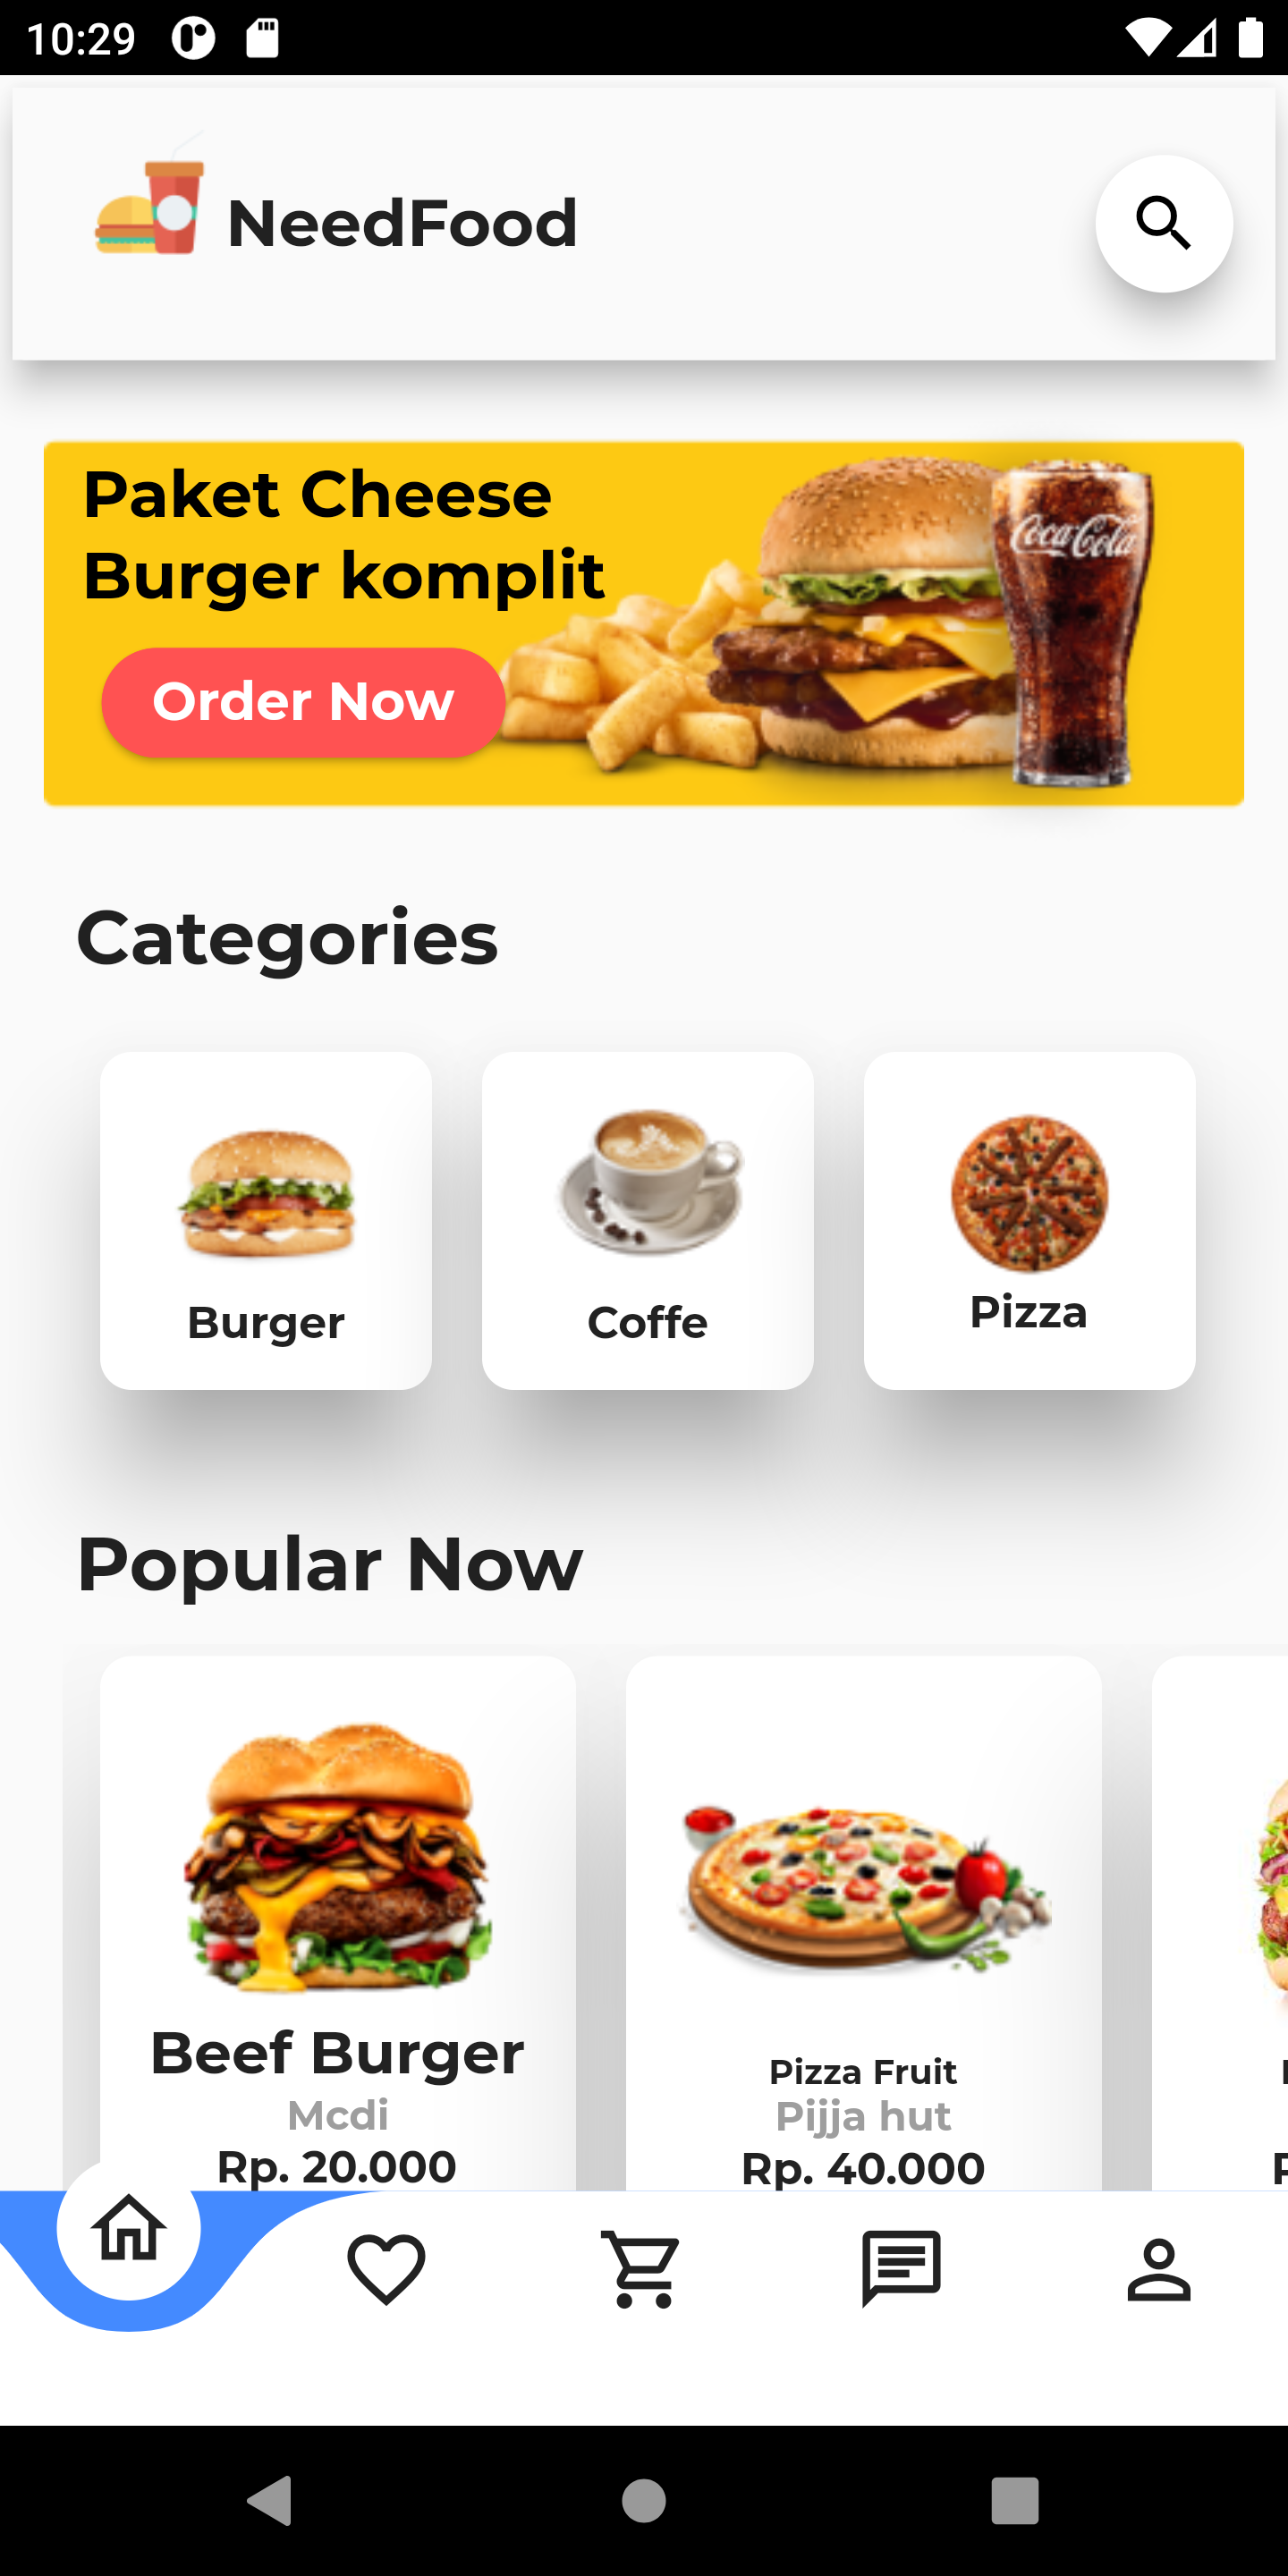 10:29
NeedFood
Paket Cheese
Burger komplit
Coca-Cola
Order Now
Categories
Burger
Coffe
Pizza
Popular Now
Beef Burger
Mcdi
Rp. 20.000
Pizza Fruit
Pijja hut
Rp. 40.000